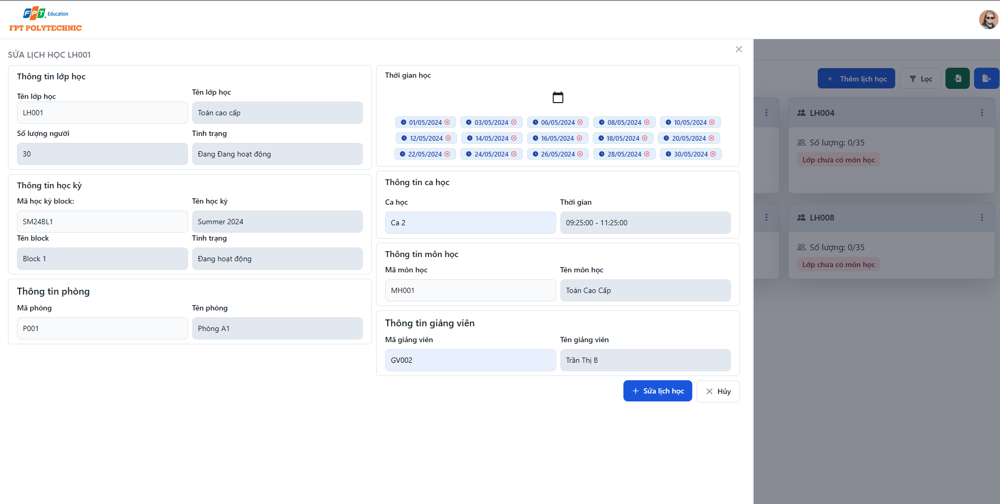 FPT Education
FPT POLYTECHNIC
SỬA LỊCH HỌC LH001
Thông tin lớp học
Tên lớp học
Tên lớp học
LH001
Toán cao cấp
Số lượng người
Tình trạng
30
Đang Đang hoạt động
Thông tin học kỳ
Mã học kỳ block:
Tên học kỳ
SM24BL1
Summer 2024
Tên block
Tình trạng
Block 1
Đang hoạt động
Thông tin phòng
Mã phòng
Tên phòng
P001
Phòng A1
Thời gian học
01/05/2024 03/05/2024 06/05/2024 08/05/2024 10/05/2024
12/05/2024 14/05/2024 16/05/2024 18/05/2024 20/05/2024
22/05/2024 24/05/2024 26/05/2024 28/05/2024 30/05/2024
Thông tin ca học
Ca học
Thời gian
Ca 2
09:25:00 - 11:25:00
Thông tin môn học
Mã môn học
Tên môn học
MH001
Toán Cao Cấp
Thông tin giảng viên
Mã giảng viên
Tên giảng viên
GV002
Trần Thị B
+ Sửa lịch học
Hủy
+ Thêm lịch học
Lọc
LH004
Số lượng: 0/35
Lớp chưa có môn học
LH008
Số lượng: 0/35
Lớp chưa có môn học